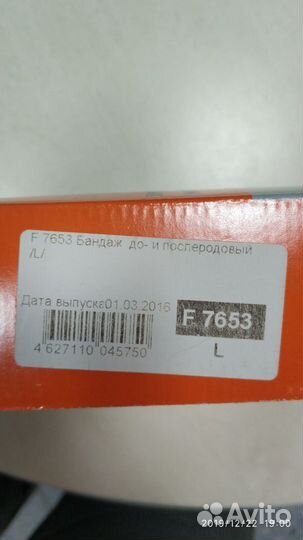 F 7653 Бандаж до- и послеродовый
/L/
Дата выпуска01.03.2016
F 7653
4 627110 045750
L
2019/12/22 19:00
Avito